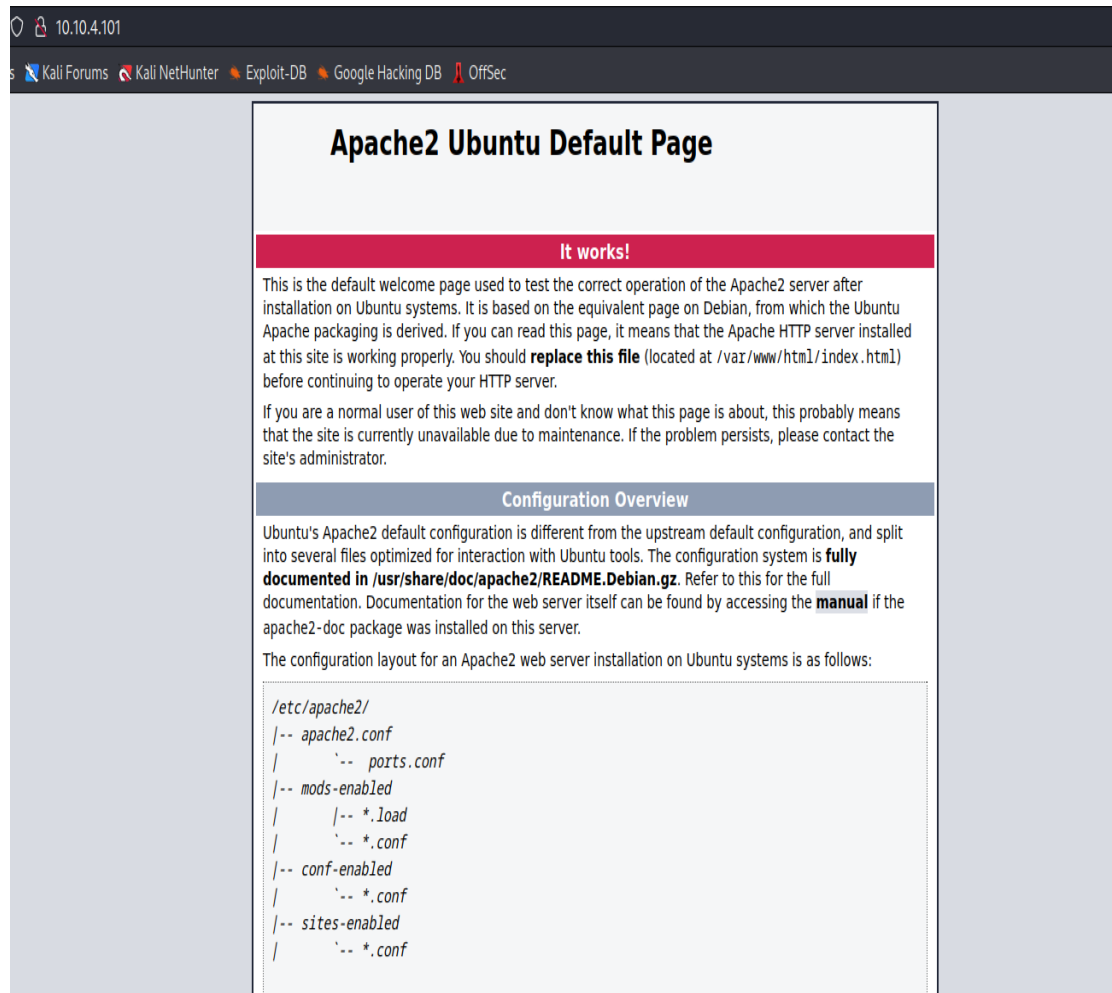 10.10.4.101
s Kali Forums Kali NetHunter Exploit-DB Google Hacking DB OffSec
Apache2 Ubuntu Default Page
It works!
This is the default welcome page used to test the correct operation of the Apache2 server after
installation on Ubuntu systems. It is based on the equivalent page on Debian, from which the Ubuntu
Apache packaging is derived. If you can read this page, it means that the Apache HTTP server installed
at this site is working properly. You should replace this file (located at /var/www/html/index.html)
before continuing to operate your HTTP server.
If you are a normal user of this web site and don't know what this page is about, this probably means
that the site is currently unavailable due to maintenance. If the problem persists, please contact the
site's administrator.
Configuration Overview
Ubuntu's Apache2 default configuration is different from the upstream default configuration, and split
into several files optimized for interaction with Ubuntu tools. The configuration system is fully
documented in /usr/share/doc/apache2/README.Debian.gz. Refer to this for the full
documentation. Documentation for the web server itself can be found by accessing the manual if the
apache2-doc package was installed on this server.
The configuration layout for an Apache2 web server installation on Ubuntu systems is as follows:
/etc/apache2/
|-- apache2.conf
|       `--  ports.conf
|-- mods-enabled
|       |-- *.load
|       `-- *.conf
|-- conf-enabled
|       `-- *.conf
|-- sites-enabled
|       `-- *.conf